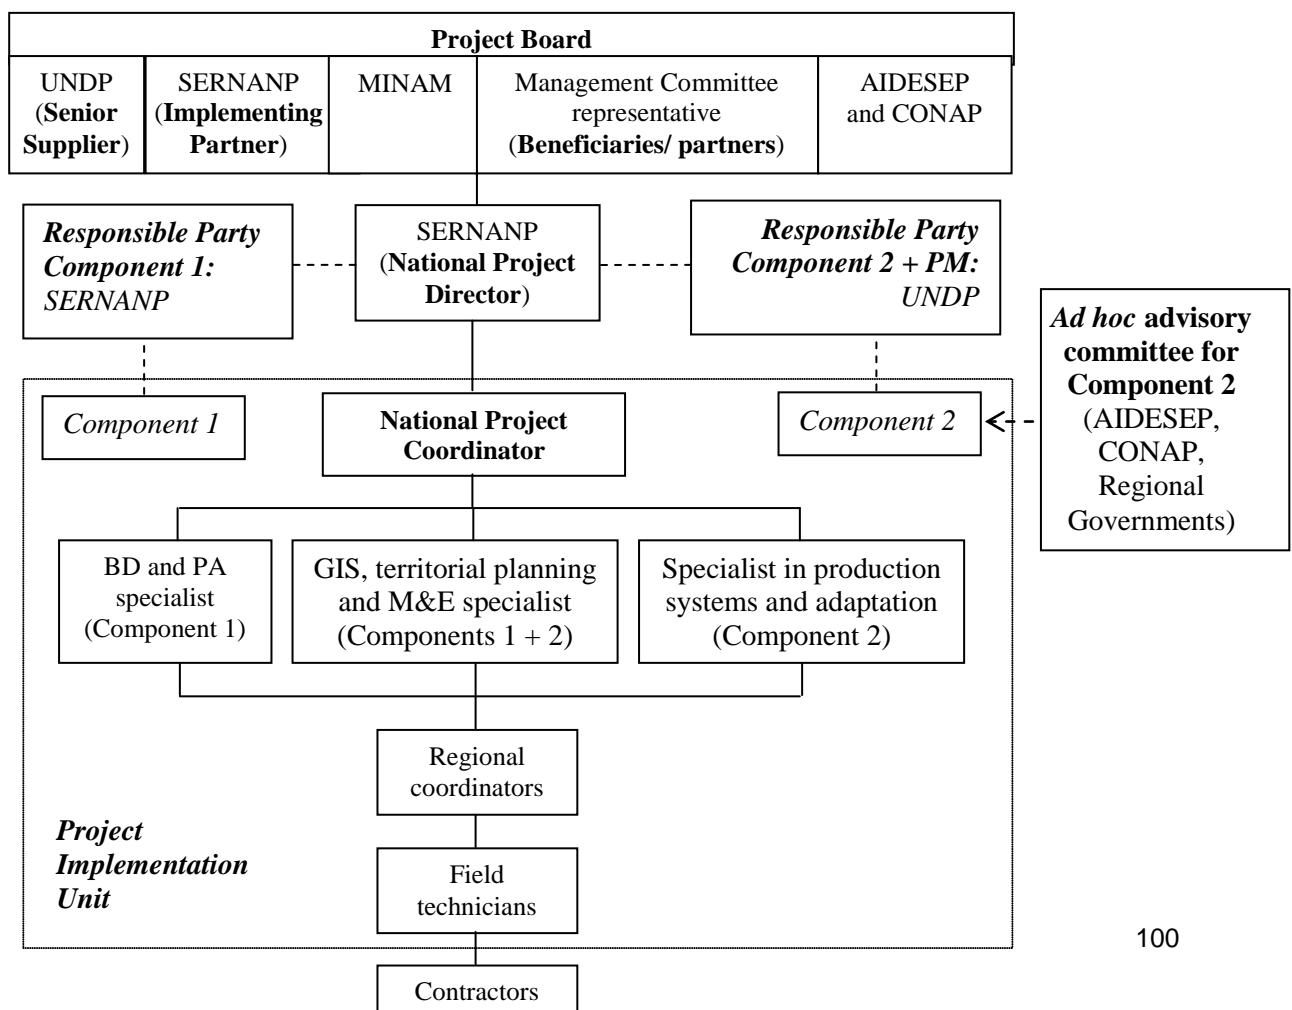 Project Board
UNDP
(Senior
Supplier)
SERNANP
(Implementing
Partner)
MINAM
Management Committee
representative
(Beneficiaries/ partners)
AIDESEP
and CONAP
Responsible Party
Component 1:
SERNANP
SERNANP
(National Project
Director)
Responsible Party
Component 2 + PM:
UNDP
Ad hoc advisory
committee for
Component 2
(AIDESEP,
CONAP,
Regional
Governments)
Component 1
National Project
Coordinator
Component 2
BD and PA
specialist
(Component 1)
GIS, territorial planning
and M&E specialist
(Components 1 + 2)
Specialist in production
systems and adaptation
(Component 2)
Regional
coordinators
Project
Implementation
Unit
Field
technicians
100
Contractors